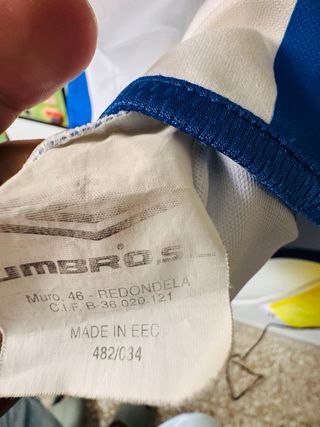 UMBRO®, S.L.
Muro, 46 - REDONDELA
C.I.F. B-36.020-121
MADE IN EEC
482/034